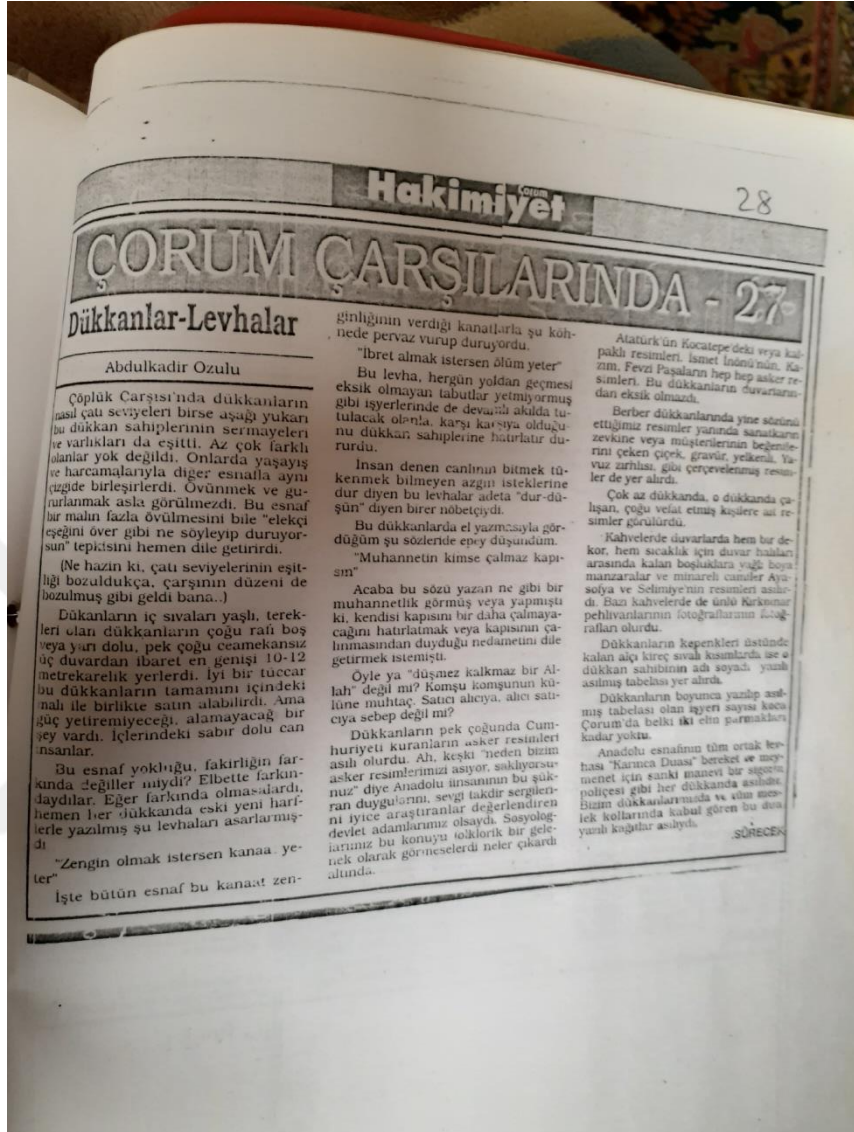 Çorum
Hakimiyet
28
ÇORUM ÇARŞILARINDA - 27
Dükkanlar-Levhalar
Abdulkadir Ozulu
Çöplük Çarşısı'nda dükkanların
nasıl çatı seviyeleri birse aşağı yukarı
bu dükkan sahiplerinin sermayeleri
ve varlıkları da eşitti. Az çok farklı
olanlar yok değildi. Onlarda yaşayış
ve harcamalarıyla diğer esnafla aynı
çizgide birleşirlerdi. Övünmek ve gu-
rurlanmak asla görülmezdi. Bu esnaf
bir malın fazla övülmesini bile "elekçi
eşeğini över gibi ne söyleyip duruyor-
sun" tepkisini hemen dile getirirdi.
(Ne hazin ki, çatı seviyelerinin eşit-
liği bozuldukça, çarşının düzeni de
bozulmuş gibi geldi bana..)
Dükanların iç sıvaları yaşlı, terek-
leri olan dükkanların çoğu rafı boş
veya yarı dolu, pek çoğu ceamekansız
üç duvardan ibaret en genişi 10-12
metrekarelik yerlerdi. İyi bir tüccar
bu dükkanların tamamını içindeki
malı ile birlikte satın alabilirdi. Ama
güç yetiremiyeceği, alamayacağ bir
şey vardı. İçlerindeki sabır dolu can
insanlar.
Bu esnaf yokluğu, fakirliğin far-
kında değiller miydi? Elbette farkın-
daydılar. Eğer farkında olmasalardı,
hemen her dükkanda eski yeni harf-
lerle yazılmış şu levhaları asarlarmış-
dı
"Zengin olmak istersen kanaa. ye-
ter"
İşte bütün esnaf bu kanaat zen-
ginliğinin verdiği kanatlarla şu köh-
nede pervaz vurup duruyordu.
"İbret almak istersen ölüm yeter"
Bu levha, hergün yoldan geçmesi
eksik olmayan tabutlar yetmiyormuş
gibi işyerlerinde de devamlı akılda tu-
tulacak olanla, karşı karşıya olduğu-
nu dükkan sahiplerine hatırlatır du-
rurdu.
İnsan denen canlının bitmek tü-
kenmek bilmeyen azgın isteklerine
dur diyen bu levhalar adeta "dur-dü-
şün" diyen birer nöbetçiydi.
Bu dükkanlarda el yazmasıyla gör-
düğüm şu sözleride epey düşundüm.
"Muhannetin kimse çalmaz kapı-
sın"
Acaba bu sözü yazan ne gibi bir
muhannetlik görmüş veya yapmıştı
ki, kendisi kapısını bir daha çalmaya-
cağını hatırlatmak veya kapısının ça-
lınmasından duyduğu nedametini dile
getirmek istemişti.
Öyle ya "düşmez kalkmaz bir Al-
lah" değil mi? Komşu komşunun kü-
lüne muhtaç. Satıcı alıcıya, alıcı satı-
cıya sebep değil mi?
Dükkanların pek çoğunda Cum-
huriyeti kuranların asker resimleri
asılı olurdu. Ah, keşki "neden bizim
asker resimlerimizi asıyor, saklıyorsu-
nuz" diye Anadolu iinsanının bu şük-
ran duygularını, sevgi takdir sergilen-
ni iyice araştıranlar değerlendiren
devlet adamlarımız olsaydı. Sosyolog-
larımız bu konuyu folklorik bir gele-
nek olarak görmeselerdi neler çıkardı
altında.
Atatürk'ün Kocatepe'deki veya kal-
paklı resimleri. İsmet İnönü'nün, Ka-
zım, Fevzi Paşaların hep hep asker re-
simleri. Bu dükkanların duvarların-
dan eksik olmazdı.
Berber dükkanlarında yine sözünü
ettiğimiz resimler yanında sanatkarın
zevkine veya müşterilerinin beğenile-
rini çeken çiçek, gravür, yelkenli, Ya-
vuz zırhlısı, gibi çerçevelenmuş resim-
ler de yer alırdı.
Çok az dükkanda, o dükkanda ça-
lışan, çoğu vefat etmiş kişilere ait re-
simler görülürdü.
Kahvelerde duvarlarda hem bir de-
kor, hem sıcaklık için duvar halıları
arasında kalan boşluklara yağlı boya
manzaralar ve minareli camiler Aya-
sofya ve Selimiye'nin resimleri asılır-
dı. Bazı kahvelerde de ünlü Kırkpınar
pehlivanlarının fotoğraflarının fotoğ-
rafları olurdu.
Dükkanların kepenkleri üstünde
kalan alçı kireç sıvalı kısımlarda ise o
dükkan sahibinin adı soyadı yazılı
asılmış tabelası yer alırdı.
Dükkanların boyunca yazılıp asıl-
mış tabelası olan işyeri sayısı koca
Çorum'da belki iki elin parmakları
kadar yoktu.
Anadolu esnafının tüm ortak lev-
hası "Karınca Duası" bereket ve mey-
menet için sanki manevi bir sigorta
poliçesi gibi her dükkanda asılıdır.
Bizim dükkanlarımızda ve tüm mes-
lek kollarında kabul gören bu dua
yazılı kağıtlar asılıydı.
SÜRECEK